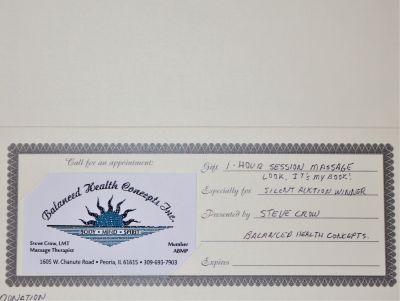 Call for an appointment:
Balanced Health Concepts Inc.
BODY • MIND • SPIRIT
Steve Crow, LMT
Massage Therapist
Member
ABMP
1605 W. Chanute Road • Peoria, IL 61615 • 309-693-7903
Gift 1-HOUR SESSION MASSAGE
LOOK, IT'S MY BOOK!
Especially for SILENT AUKTION WINNER
Presented by STEVE CROW
BALANCED HEALTH CONCEPTS.
Expires
DONATION